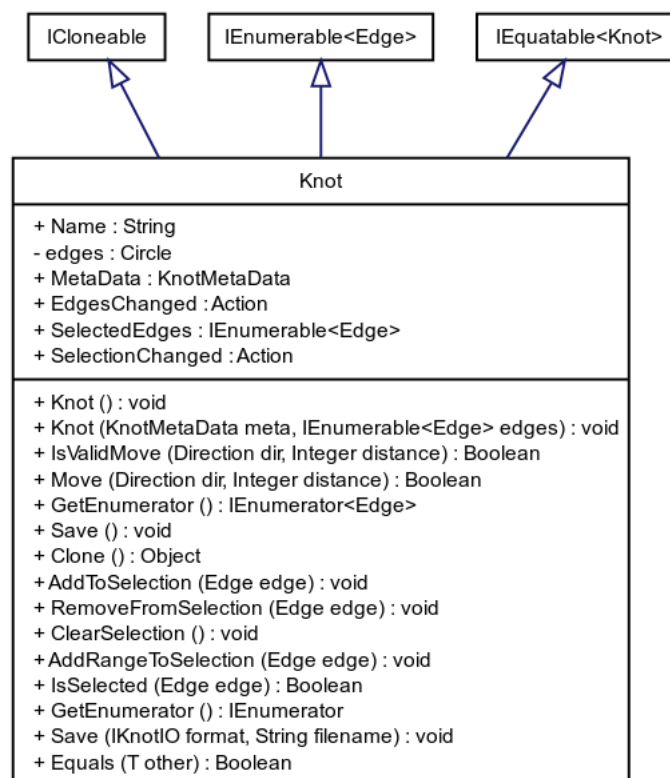 ICloneable
IEnumerable<Edge>
IEquatable<Knot>
Knot
+ Name : String
- edges : Circle
+ MetaData : KnotMetaData
+ EdgesChanged : Action
+ SelectedEdges : IEnumerable<Edge>
+ SelectionChanged : Action
+ Knot () : void
+ Knot (KnotMetaData meta, IEnumerable<Edge> edges) : void
+ IsValidMove (Direction dir, Integer distance) : Boolean
+ Move (Direction dir, Integer distance) : Boolean
+ GetEnumerator () : IEnumerator<Edge>
+ Save () : void
+ Clone () : Object
+ AddToSelection (Edge edge) : void
+ RemoveFromSelection (Edge edge) : void
+ ClearSelection () : void
+ AddRangeToSelection (Edge edge) : void
+ IsSelected (Edge edge) : Boolean
+ GetEnumerator () : IEnumerator
+ Save (IKnotIO format, String filename) : void
+ Equals (T other) : Boolean